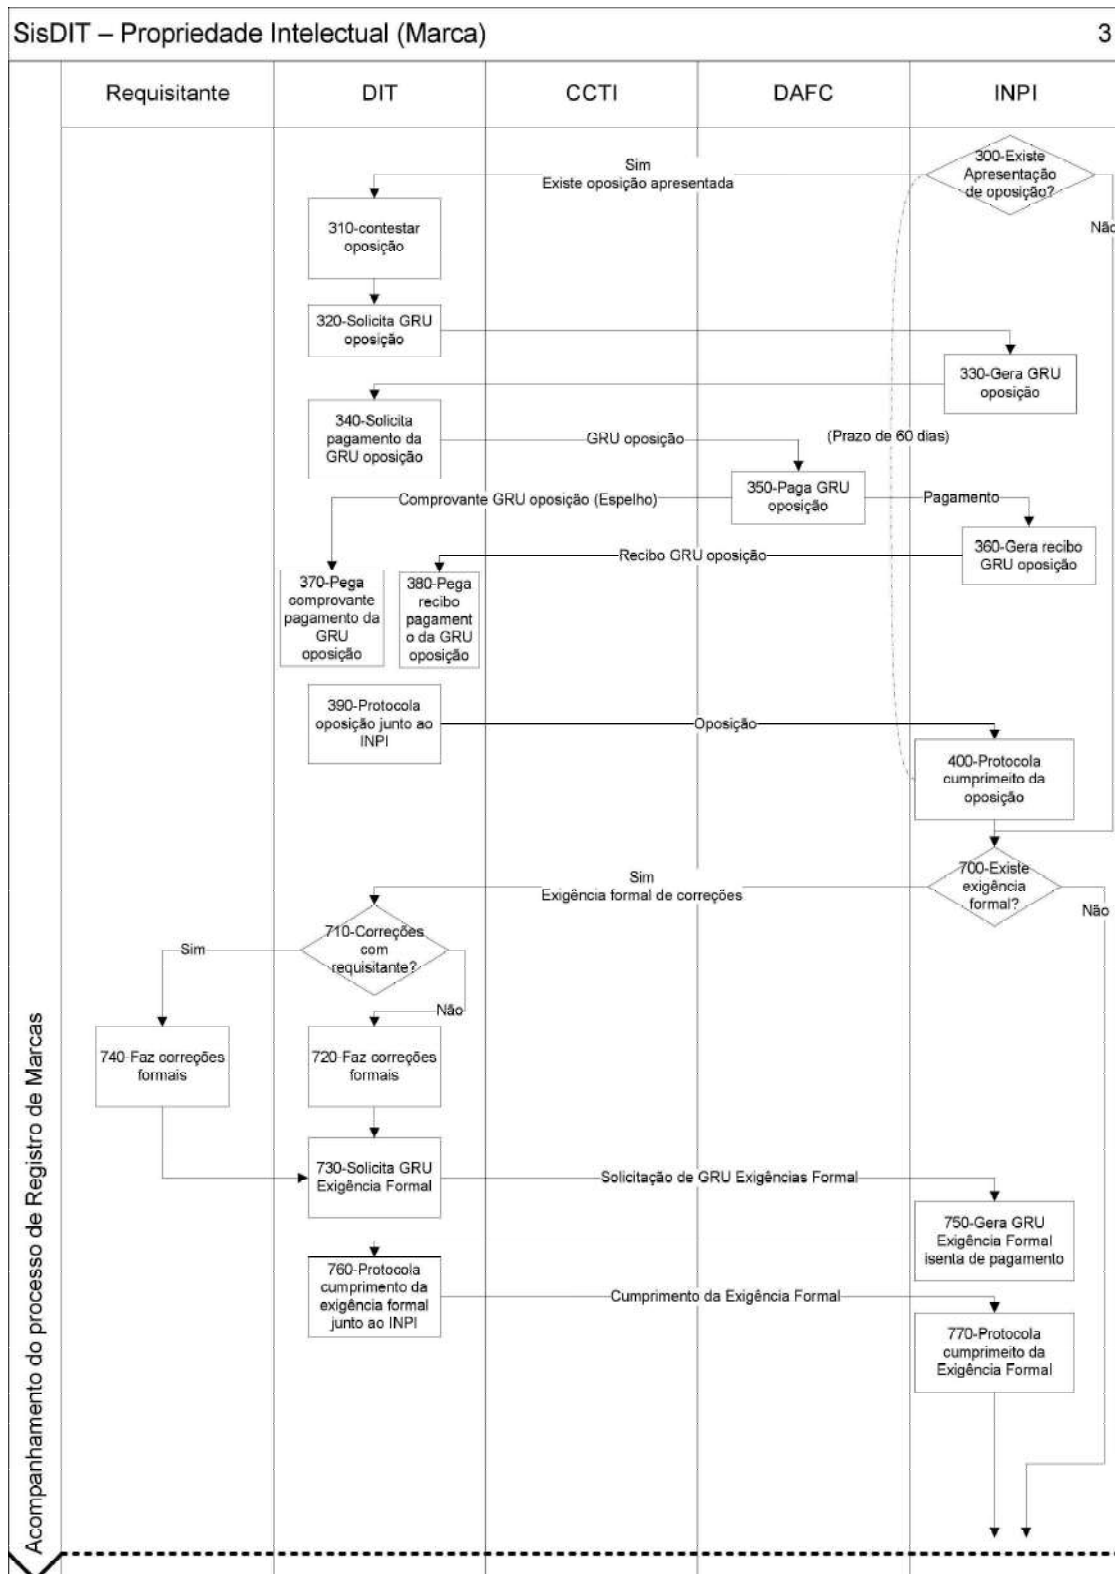 SisDIT – Propriedade Intelectual (Marca)
3
Requisitante
DIT
CCTI
DAFC
INPI
300-Existe
Apresentação
de oposição?
Sim
Existe oposição apresentada
Não
310-contestar
oposição
320-Solicita GRU
oposição
330-Gera GRU
oposição
340-Solicita
pagamento da
GRU oposição
GRU oposição
(Prazo de 60 dias)
350-Paga GRU
oposição
Comprovante GRU oposição (Espelho)
Pagamento
360-Gera recibo
GRU oposição
Recibo GRU oposição
370-Pega
comprovante
pagamento da
GRU
oposição
380-Pega
recibo
pagament
o da GRU
oposição
390-Protocola
oposição junto ao
INPI
Oposição
400-Protocola
cumprimeito da
oposição
700-Existe
exigência
formal?
Sim
Exigência formal de correções
Não
710-Correções
com
requisitante?
Sim
Não
740-Faz correções
formais
720-Faz correções
formais
730-Solicita GRU
Exigência Formal
Solicitação de GRU Exigências Formal
750-Gera GRU
Exigência Formal
isenta de pagamento
760-Protocola
cumprimento da
exigência formal
junto ao INPI
Cumprimento da Exigência Formal
770-Protocola
cumprimeito da
Exigência Formal
Acompanhamento do processo de Registro de Marcas